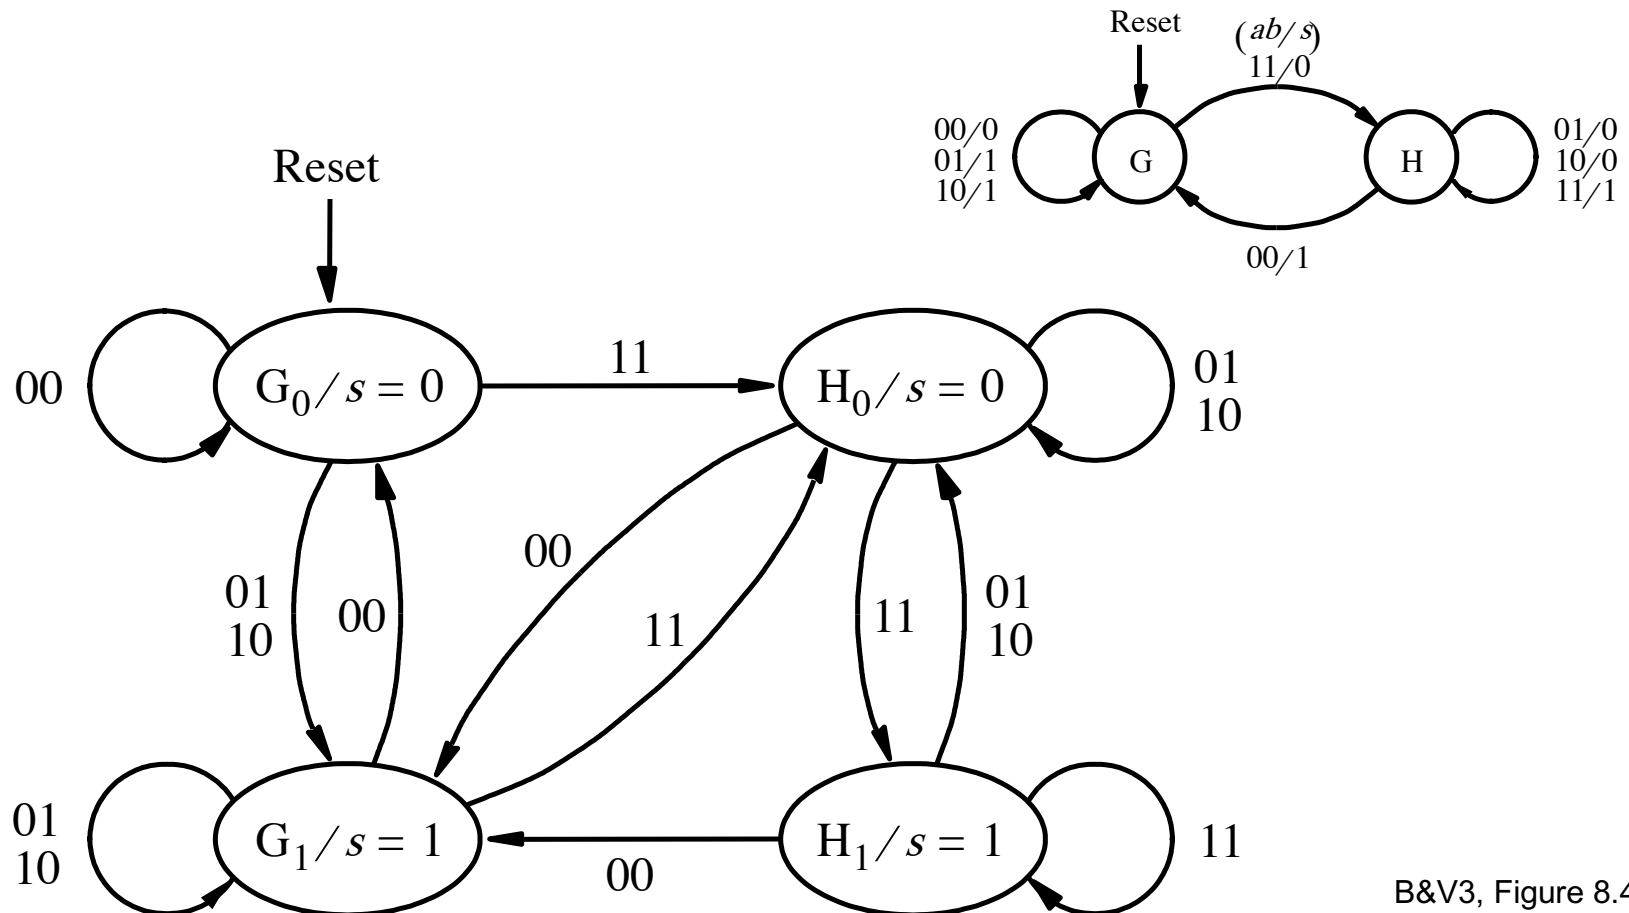 Reset
(ab/s)
11/0
00/0
01/1
10/1
G
H
01/0
10/0
11/1
00/1
Reset
00
G0/s = 0
11
H0/s = 0
01
10
01
10
00
00
11
11
01
10
01
10
G1/s = 1
00
H1/s = 1
11
B&V3, Figure 8.4